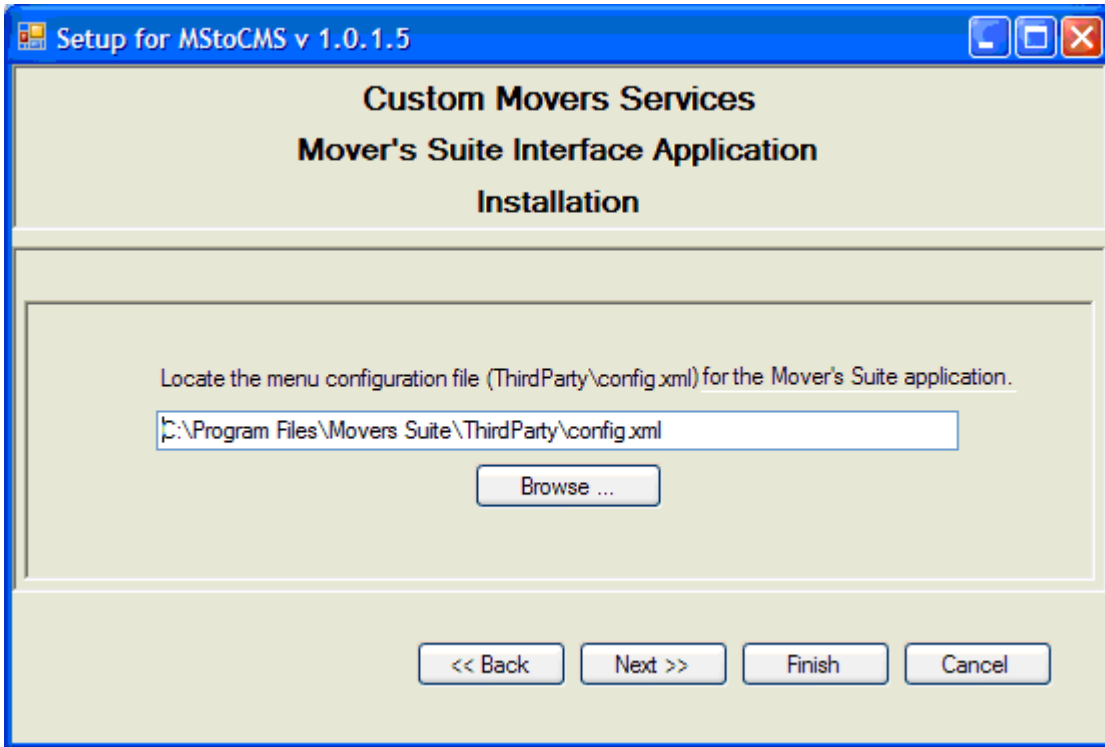 Setup for MStoCMS v 1.0.1.5
Custom Movers Services
Mover's Suite Interface Application
Installation
Locate the menu configuration file (ThirdParty\config.xml) for the Mover's Suite application.
C:\Program Files\Movers Suite\ThirdParty\config.xml
Browse ...
<< Back Next >> Finish Cancel